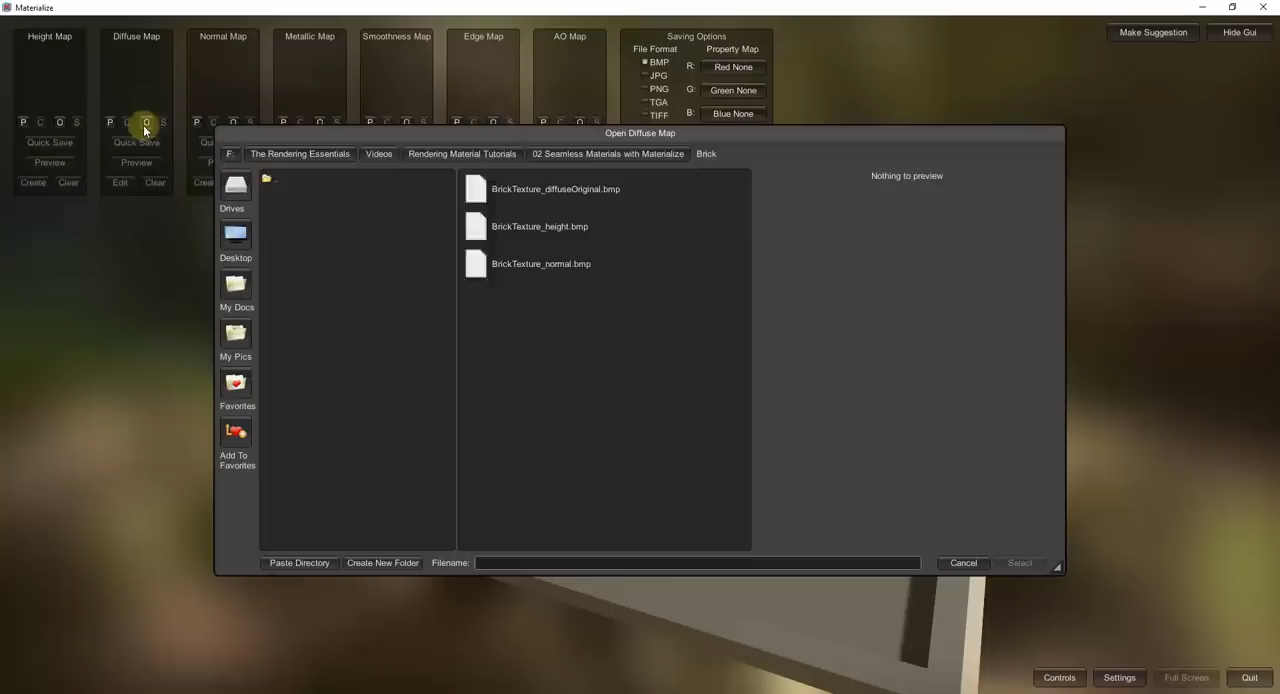 Materialize
Height Map
Diffuse Map
Normal Map
Metallic Map
Smoothness Map
Edge Map
AO Map
Saving Options
Make Suggestion
Hide Gui
File Format
Property Map
BMP
R:
Red None
JPG
PNG
G:
Green None
TGA
TIFF
B:
Blue None
P C O S
P C O S
P C O S
P C O S
P C O S
P C O S
P C O S
Quick Save
Quick Save
Preview
Preview
Create
Clear
Edit
Clear
Open Diffuse Map
F:
The Rendering Essentials
Videos
Rendering Material Tutorials
02 Seamless Materials with Materialize
Brick
..
Drives
Desktop
My Docs
My Pics
Favorites
Add To
Favorites
BrickTexture_diffuseOriginal.bmp
BrickTexture_height.bmp
BrickTexture_normal.bmp
Nothing to preview
Paste Directory
Create New Folder
Filename:
Cancel
Select
Controls
Settings
Full Screen
Quit